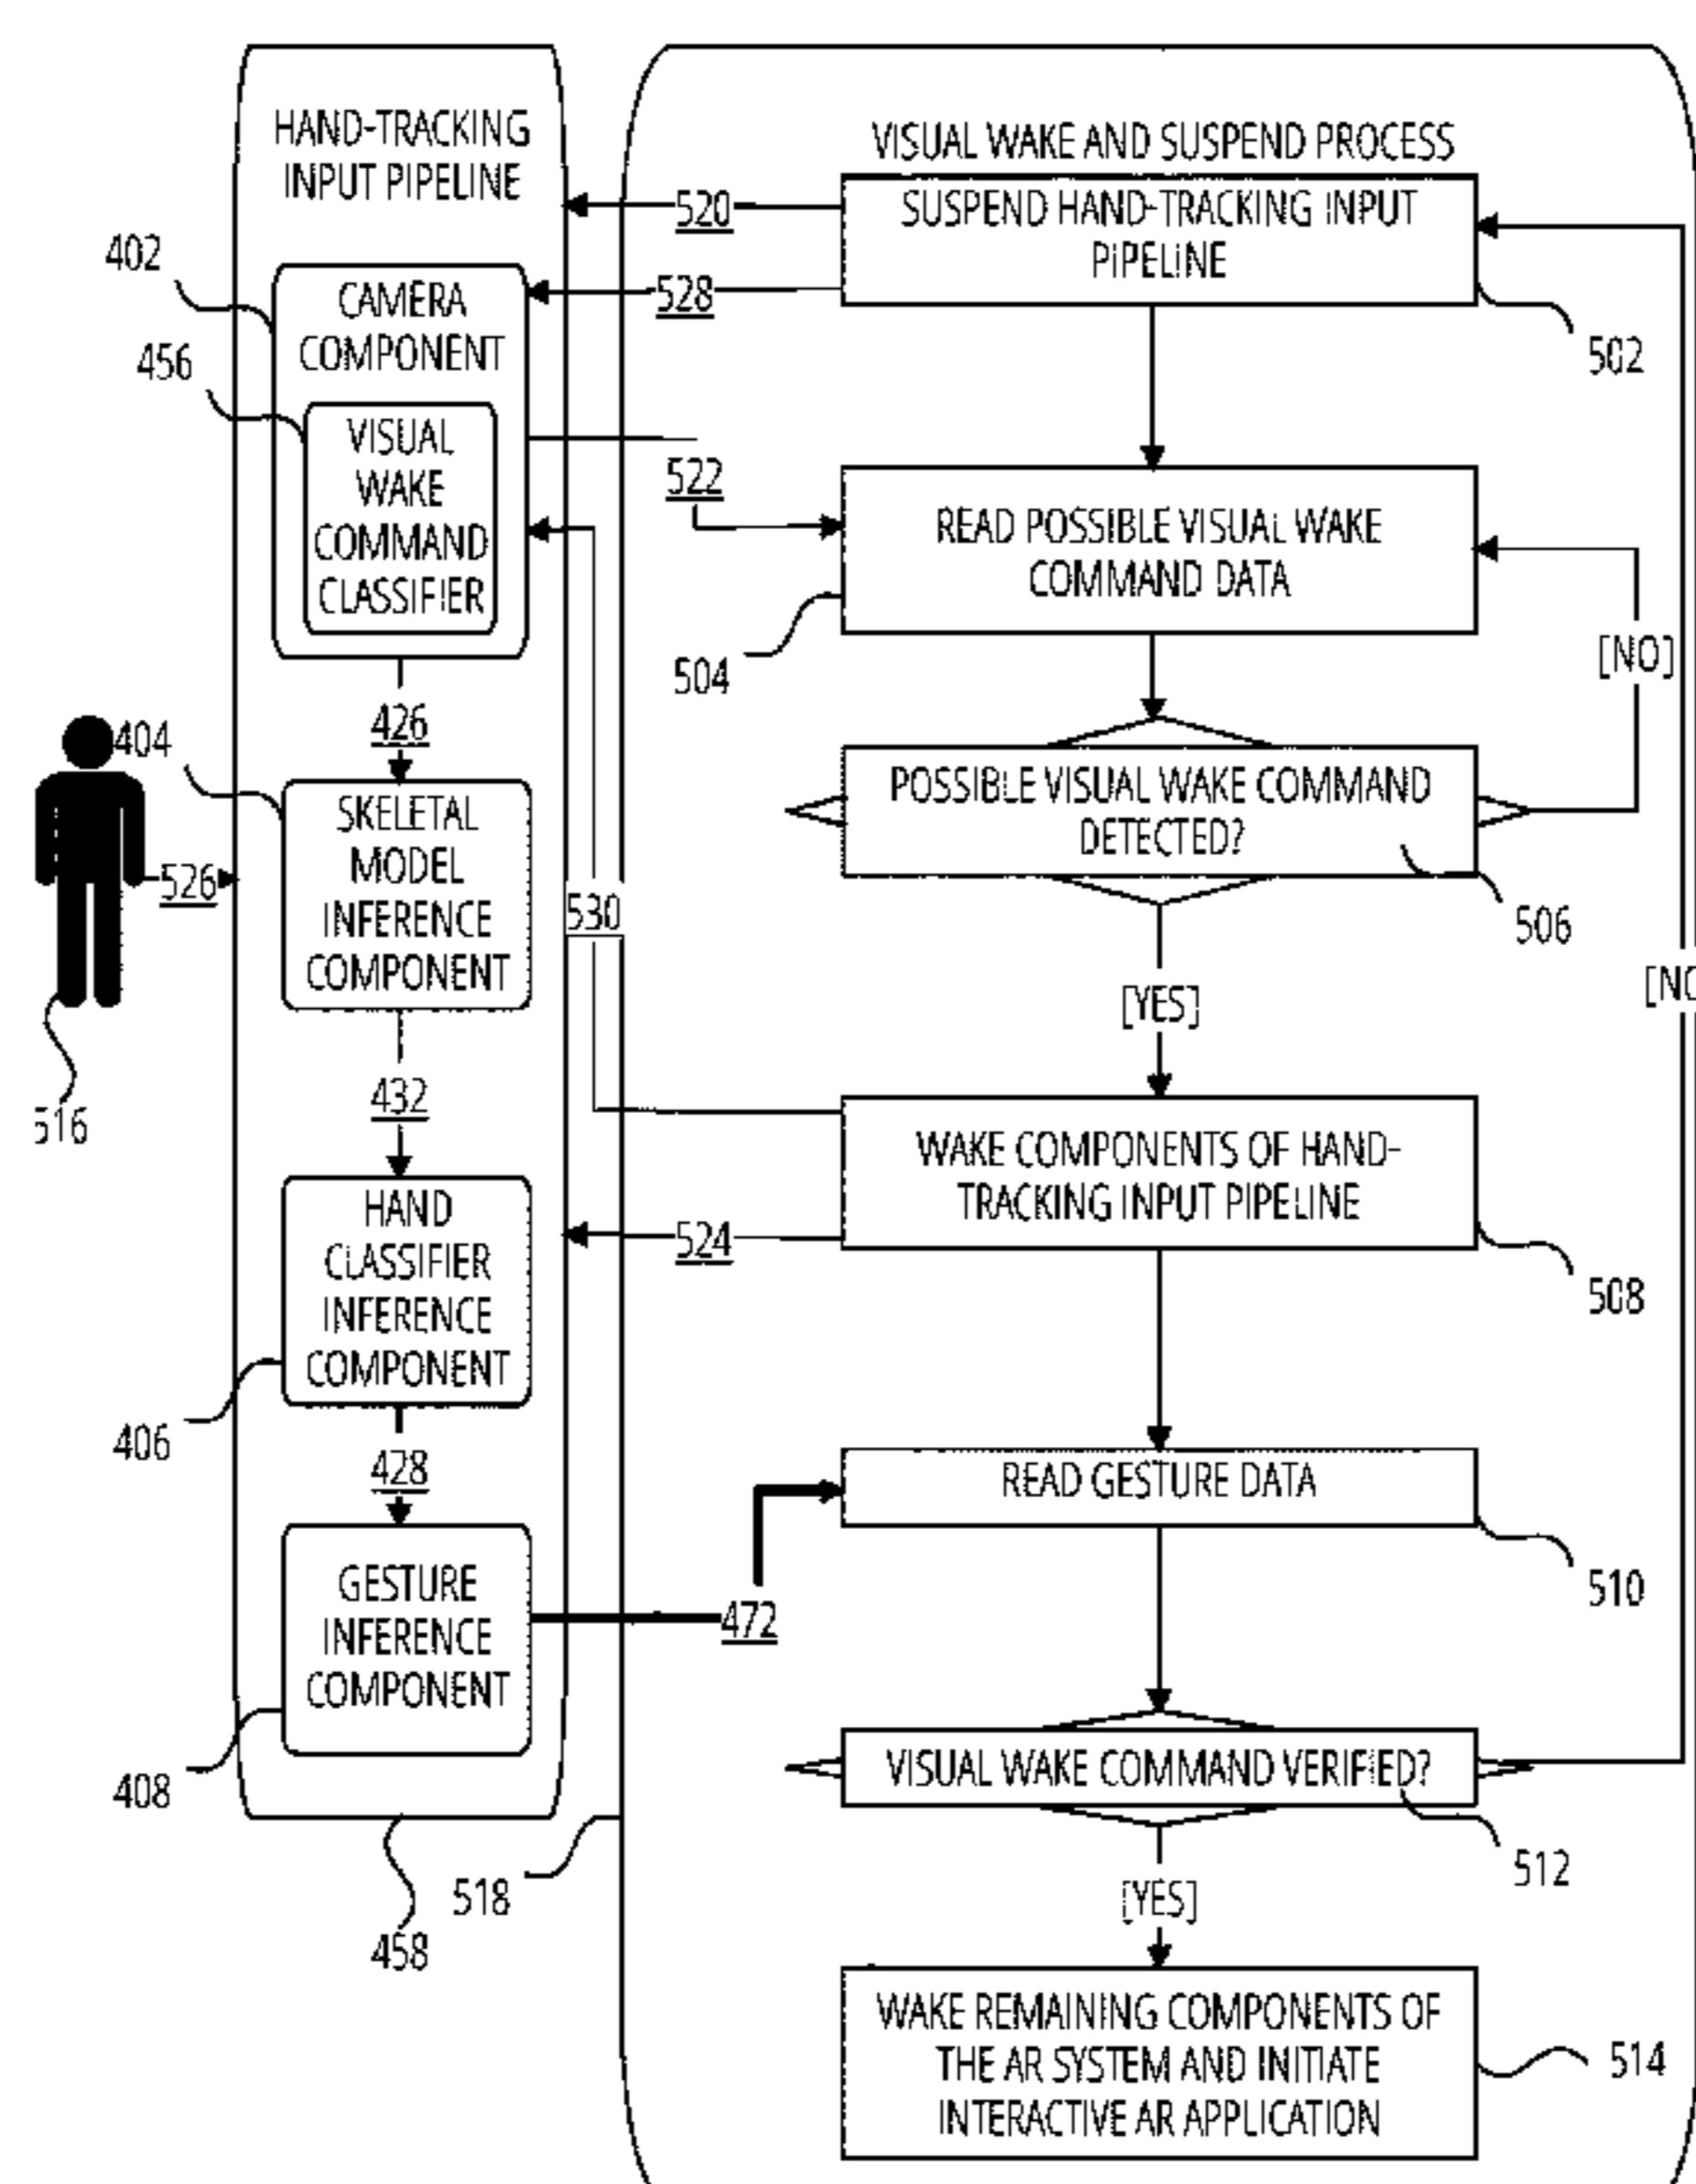 HAND-TRACKING
INPUT PIPELINE
402
CAMERA
COMPONENT
456
VISUAL
WAKE
COMMAND
CLASSIFIER
426
404
SKELETAL
MODEL
INFERENCE
COMPONENT
526
516
432
HAND
CLASSIFIER
INFERENCE
COMPONENT
406
428
GESTURE
INFERENCE
COMPONENT
408
458
518
VISUAL WAKE AND SUSPEND PROCESS
520
SUSPEND HAND-TRACKING INPUT
PIPELINE
528
502
522
READ POSSIBLE VISUAL WAKE
COMMAND DATA
504
[NO]
POSSIBLE VISUAL WAKE COMMAND
DETECTED?
506
530
[YES]
[NO
WAKE COMPONENTS OF HAND-
TRACKING INPUT PIPELINE
524
508
READ GESTURE DATA
510
472
VISUAL WAKE COMMAND VERIFIED?
512
[YES]
WAKE REMAINING COMPONENTS OF
THE AR SYSTEM AND INITIATE
INTERACTIVE AR APPLICATION
514